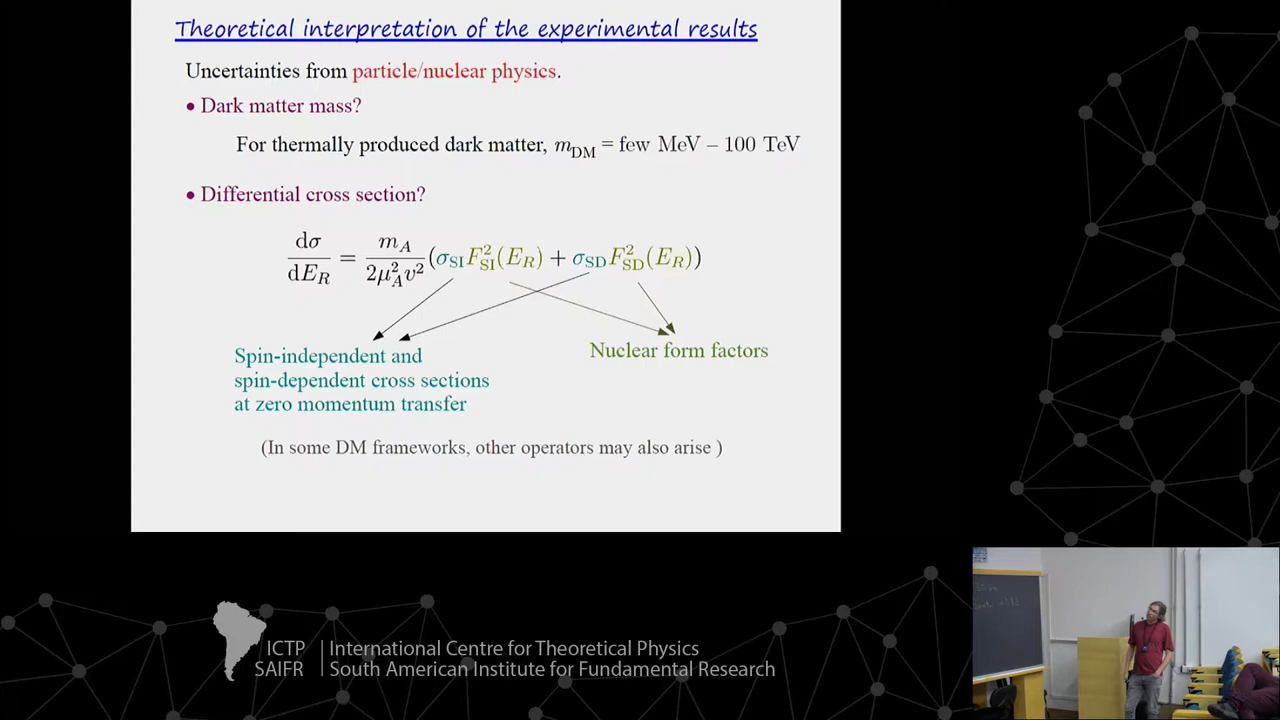 Theoretical interpretation of the experimental results
Uncertainties from particle/nuclear physics.
• Dark matter mass?
For thermally produced dark matter, m_DM = few MeV – 100 TeV
• Differential cross section?
dσ/dE_R = m_A/(2μ_A^2 v^2) (σ_SI F_SI^2(E_R) + σ_SD F_SD^2(E_R))
Spin-independent and
spin-dependent cross sections
at zero momentum transfer
Nuclear form factors
(In some DM frameworks, other operators may also arise )
ICTP
SAIFR
International Centre for Theoretical Physics
South American Institute for Fundamental Research